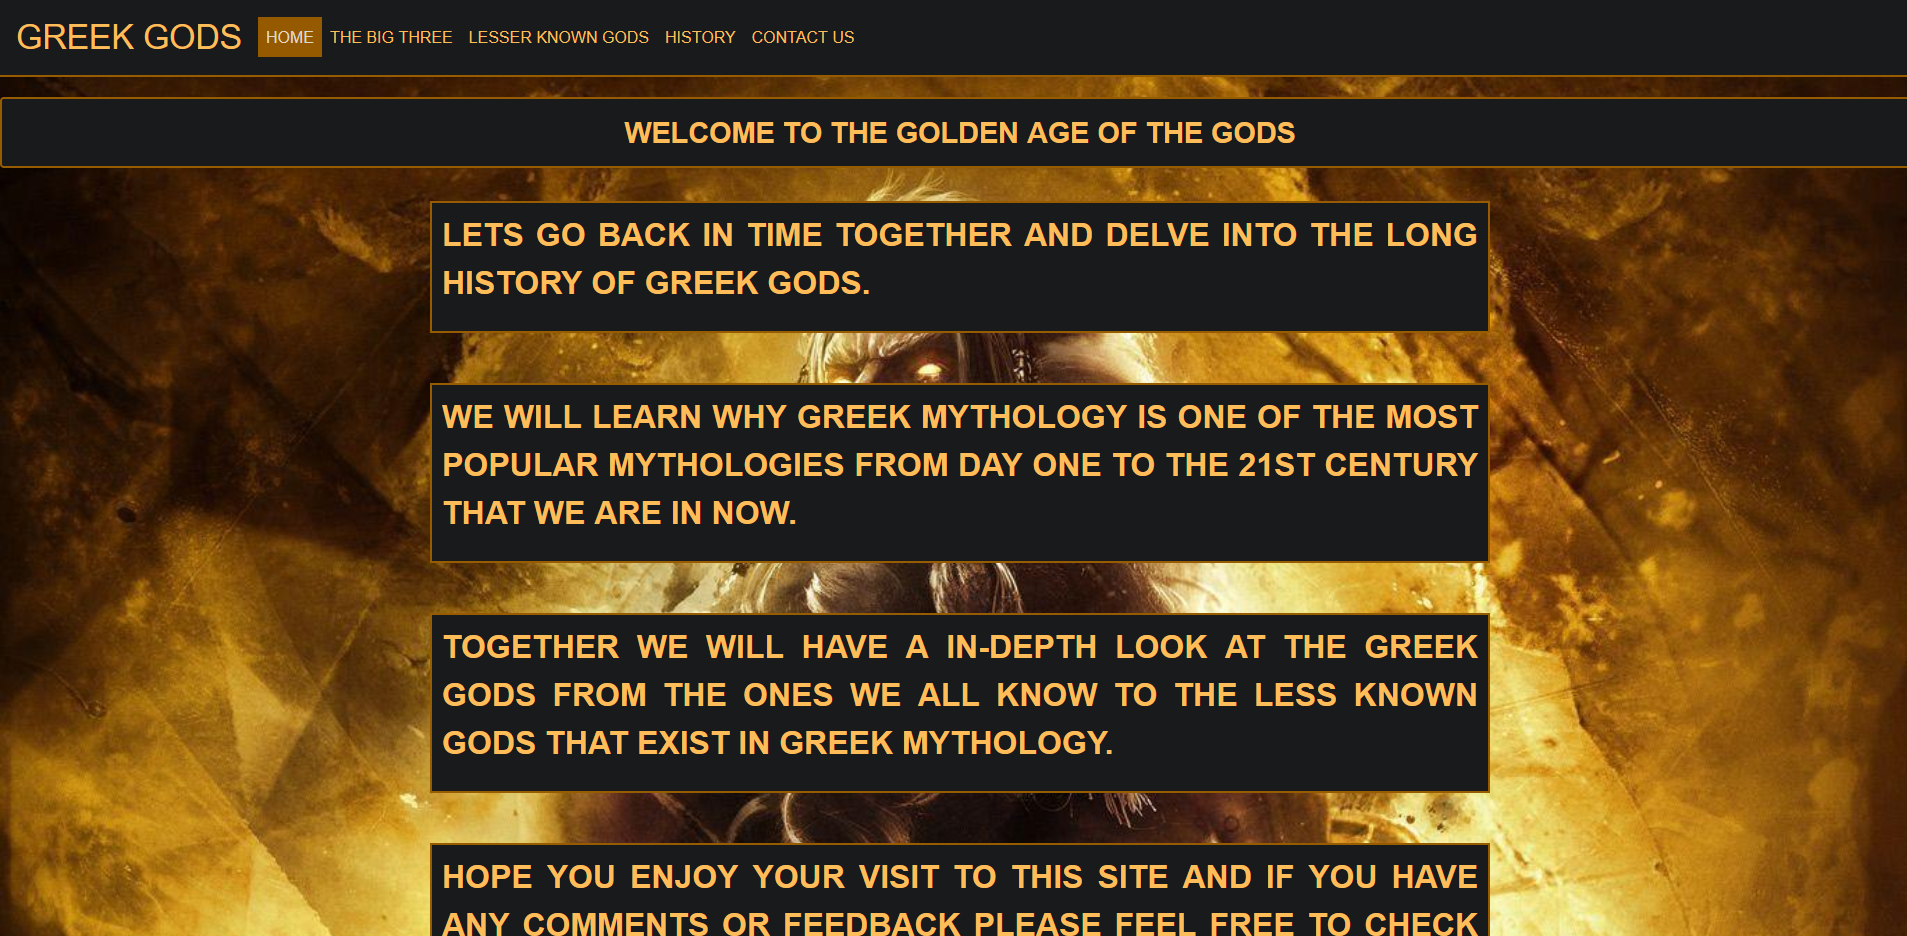 GREEK GODS HOME THE BIG THREE LESSER KNOWN GODS HISTORY CONTACT US
WELCOME TO THE GOLDEN AGE OF THE GODS
LETS GO BACK IN TIME TOGETHER AND DELVE INTO THE LONG
HISTORY OF GREEK GODS.
WE WILL LEARN WHY GREEK MYTHOLOGY IS ONE OF THE MOST
POPULAR MYTHOLOGIES FROM DAY ONE TO THE 21ST CENTURY
THAT WE ARE IN NOW.
TOGETHER WE WILL HAVE A IN-DEPTH LOOK AT THE GREEK
GODS FROM THE ONES WE ALL KNOW TO THE LESS KNOWN
GODS THAT EXIST IN GREEK MYTHOLOGY.
HOPE YOU ENJOY YOUR VISIT TO THIS SITE AND IF YOU HAVE
ANY COMMENTS OR FEEDBACK PLEASE FEEL FREE TO CHECK